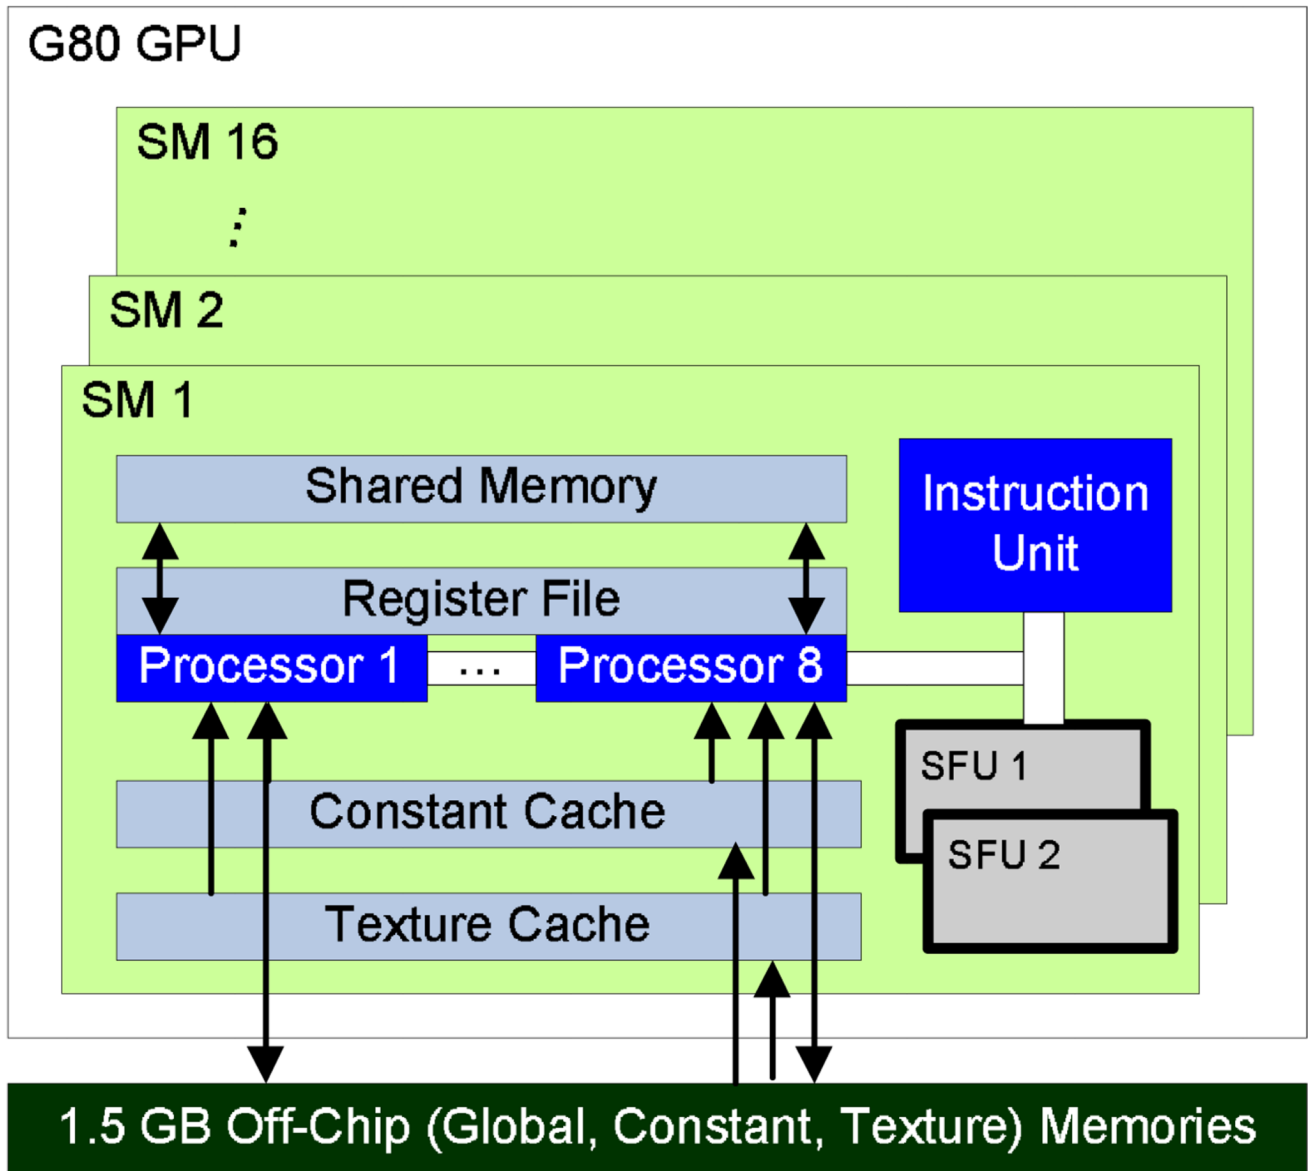 G80 GPU
SM 16
⋮
SM 2
SM 1
Shared Memory
Instruction
Unit
Register File
Processor 1
...
Processor 8
SFU 1
Constant Cache
SFU 2
Texture Cache
1.5 GB Off-Chip (Global, Constant, Texture) Memories